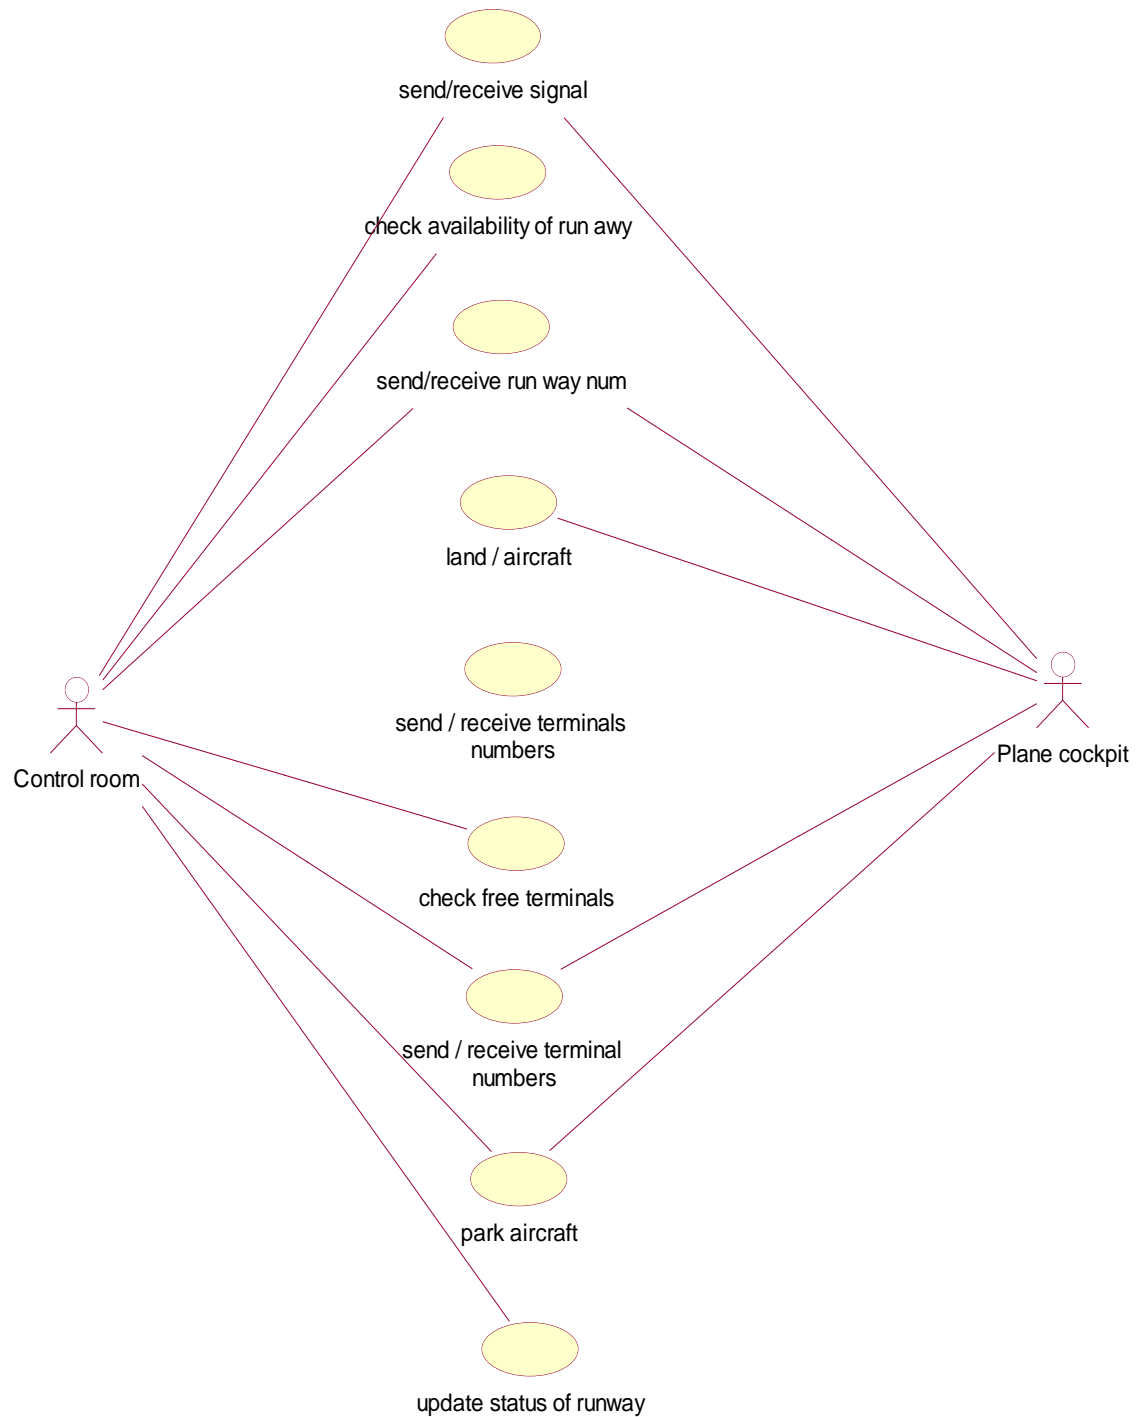 send/receive signal
check availability of run awy
send/receive run way num
land / aircraft
send / receive terminals
numbers
Control room
Plane cockpit
check free terminals
send / receive terminal
numbers
park aircraft
update status of runway